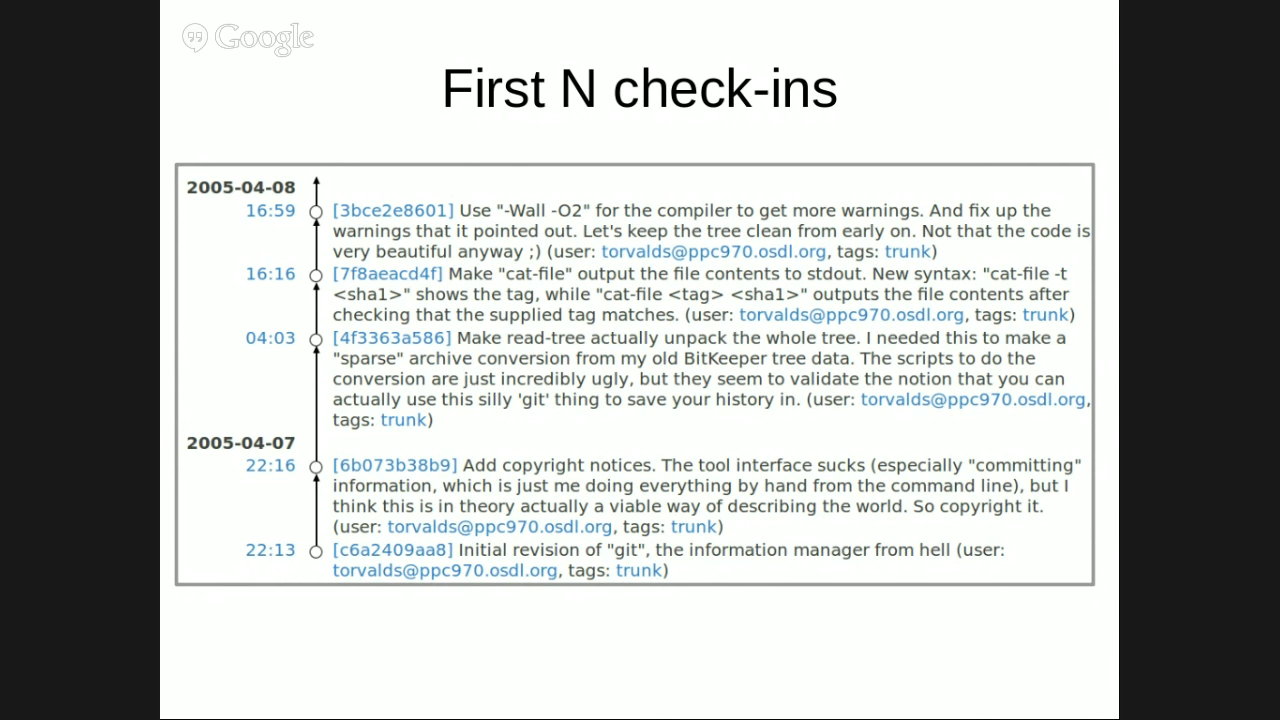 Google
First N check-ins
2005-04-08
16:59 [3bce2e8601] Use "-Wall -O2" for the compiler to get more warnings. And fix up the
warnings that it pointed out. Let's keep the tree clean from early on. Not that the code is
very beautiful anyway ;) (user: torvalds@ppc970.osdl.org, tags: trunk)
16:16 [7f8aeacd4f] Make "cat-file" output the file contents to stdout. New syntax: "cat-file -t
<sha1>" shows the tag, while "cat-file <tag> <sha1>" outputs the file contents after
checking that the supplied tag matches. (user: torvalds@ppc970.osdl.org, tags: trunk)
04:03 [4f3363a586] Make read-tree actually unpack the whole tree. I needed this to make a
"sparse" archive conversion from my old BitKeeper tree data. The scripts to do the
conversion are just incredibly ugly, but they seem to validate the notion that you can
actually use this silly 'git' thing to save your history in. (user: torvalds@ppc970.osdl.org,
tags: trunk)
2005-04-07
22:16 [6b073b38b9] Add copyright notices. The tool interface sucks (especially "committing"
information, which is just me doing everything by hand from the command line), but I
think this is in theory actually a viable way of describing the world. So copyright it.
(user: torvalds@ppc970.osdl.org, tags: trunk)
22:13 [c6a2409aa8] Initial revision of "git", the information manager from hell (user:
torvalds@ppc970.osdl.org, tags: trunk)